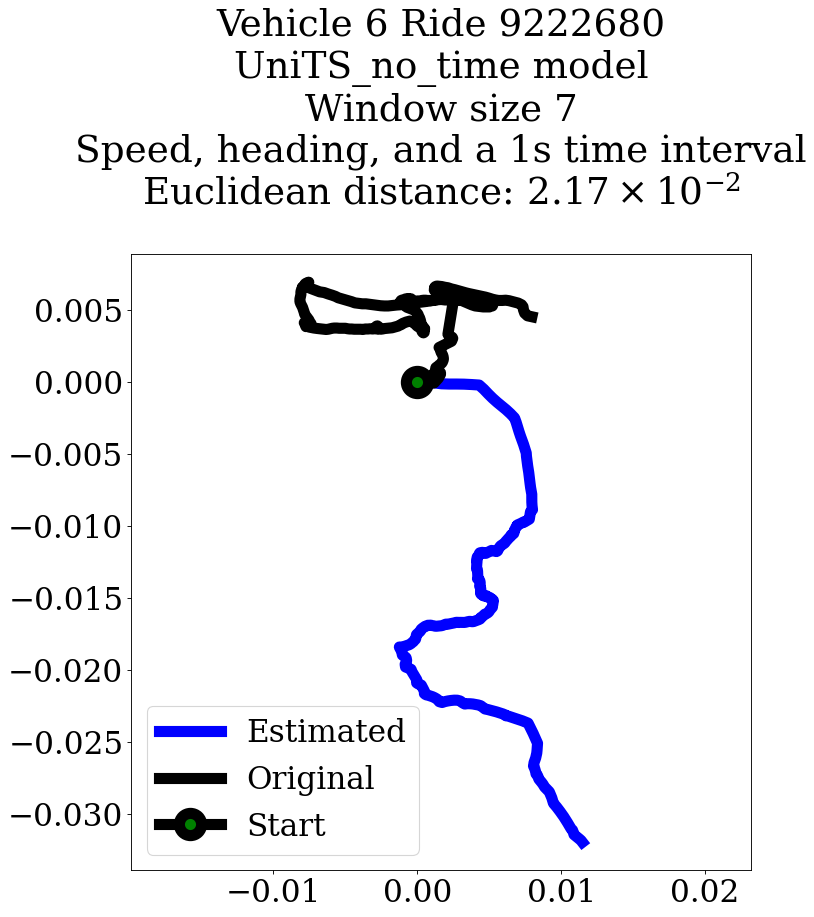 Vehicle 6 Ride 9222680
UniTS_no_time model
Window size 7
Speed, heading, and a 1s time interval
Euclidean distance: 2.17 × 10⁻²
0.005
0.000
−0.005
−0.010
−0.015
−0.020
−0.025
−0.030
Estimated
Original
Start
−0.01 0.00 0.01 0.02